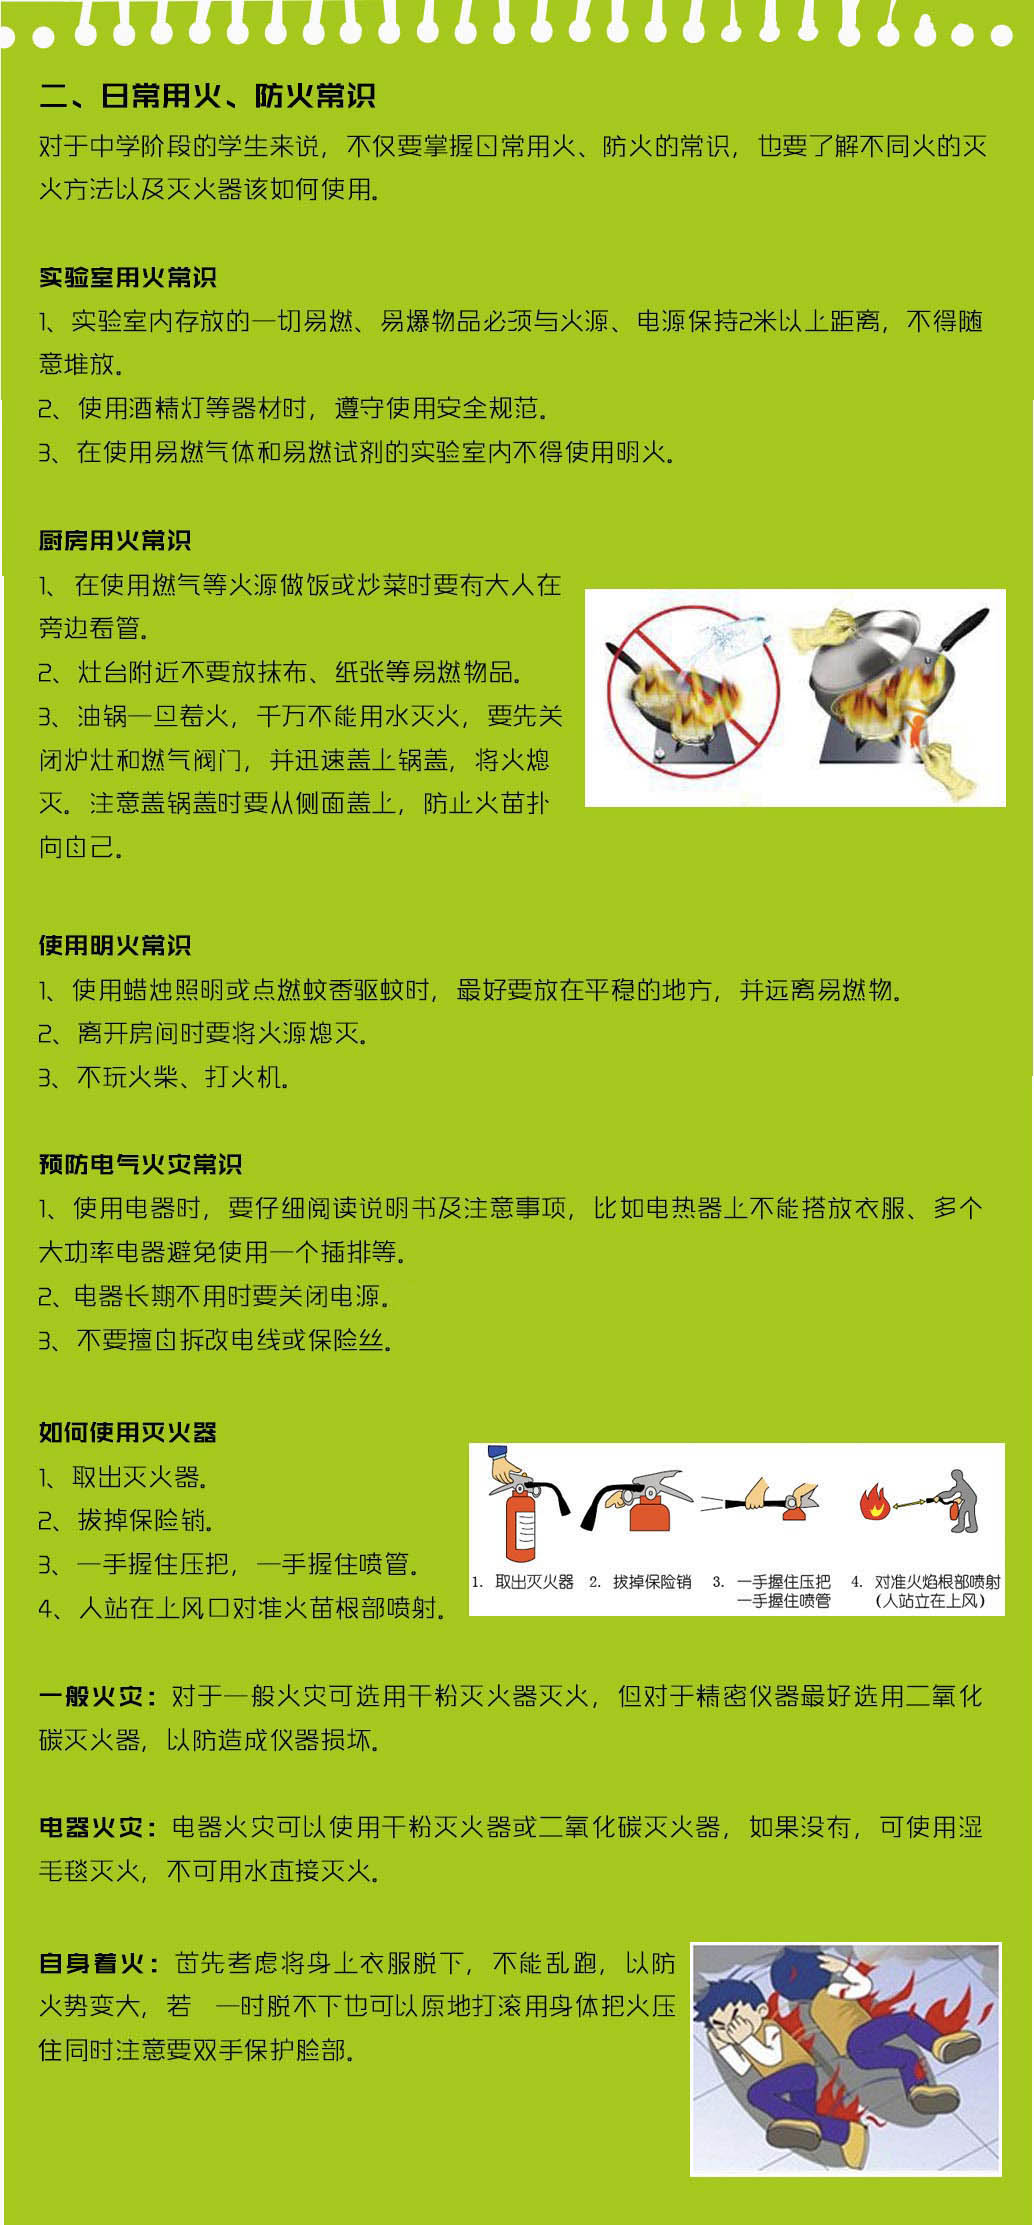 二、日常用火、防火常识
对于中学阶段的学生来说，不仅要掌握日常用火、防火的常识，也要了解不同火的灭
火方法以及灭火器该如何使用。
实验室用火常识
1、实验室内存放的一切易燃、易爆物品必须与火源、电源保持2米以上距离，不得随
意堆放。
2、使用酒精灯等器材时，遵守使用安全规范。
3、在使用易燃气体和易燃试剂的实验室内不得使用明火。
厨房用火常识
1、在使用燃气等火源做饭或炒菜时要有大人在
旁边看管。
2、灶台附近不要放抹布、纸张等易燃物品。
3、油锅一旦着火，千万不能用水灭火，要先关
闭炉灶和燃气阀门，并迅速盖上锅盖，将火熄
灭。注意盖锅盖时要从侧面盖上，防止火苗扑
向自己。
使用明火常识
1、使用蜡烛照明或点燃蚊香驱蚊时，最好要放在平稳的地方，并远离易燃物。
2、离开房间时要将火源熄灭。
3、不玩火柴、打火机。
预防电气火灾常识
1、使用电器时，要仔细阅读说明书及注意事项，比如电热器上不能搭放衣服、多个
大功率电器避免使用一个插排等。
2、电器长期不用时要关闭电源。
3、不要擅自拆改电线或保险丝。
如何使用灭火器
1、取出灭火器。
2、拔掉保险销。
3、一手握住压把，一手握住喷管。
4、人站在上风口对准火苗根部喷射。
1. 取出灭火器 2. 拔掉保险销 3. 一手握住压把 4. 对准火焰根部喷射
一手握住喷管 (人站立在上风)
一般火灾：对于一般火灾可选用干粉灭火器灭火，但对于精密仪器最好选用二氧化
碳灭火器，以防造成仪器损坏。
电器火灾：电器火灾可以使用干粉灭火器或二氧化碳灭火器，如果没有，可使用湿
毛毯灭火，不可用水直接灭火。
自身着火：首先考虑将身上衣服脱下，不能乱跑，以防
火势变大，若 一时脱不下也可以原地打滚用身体把火压
住同时注意要双手保护脸部。